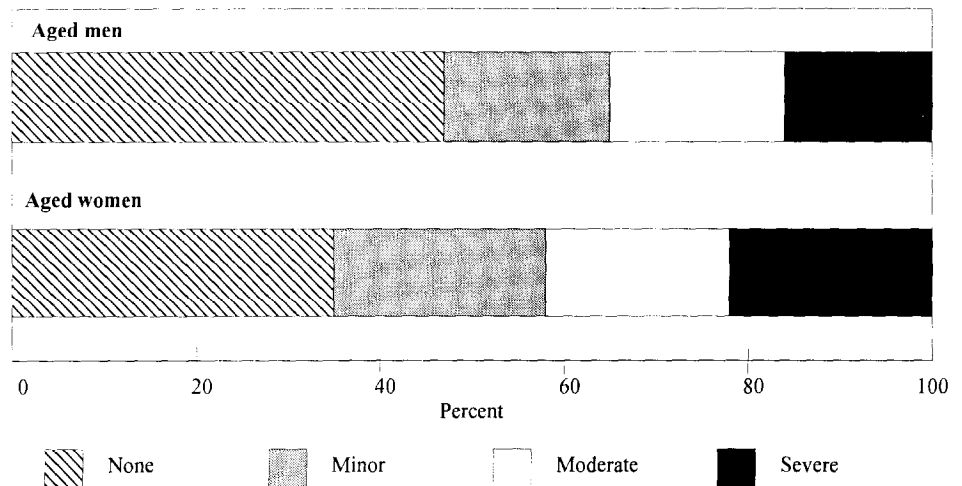 Aged men
Aged women
0 20 40 60 80 100
Percent
None Minor Moderate Severe